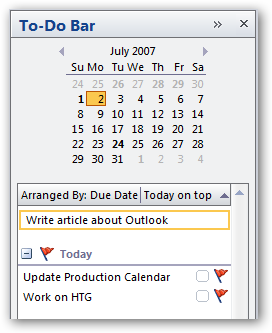 To-Do Bar
July 2007
Su Mo Tu We Th Fr Sa
24 25 26 27 28 29 30
1 2 3 4 5 6 7
8 9 10 11 12 13 14
15 16 17 18 19 20 21
22 23 24 25 26 27 28
29 30 31 1 2 3 4
Arranged By: Due Date Today on top
Write article about Outlook
Today
Update Production Calendar
Work on HTG